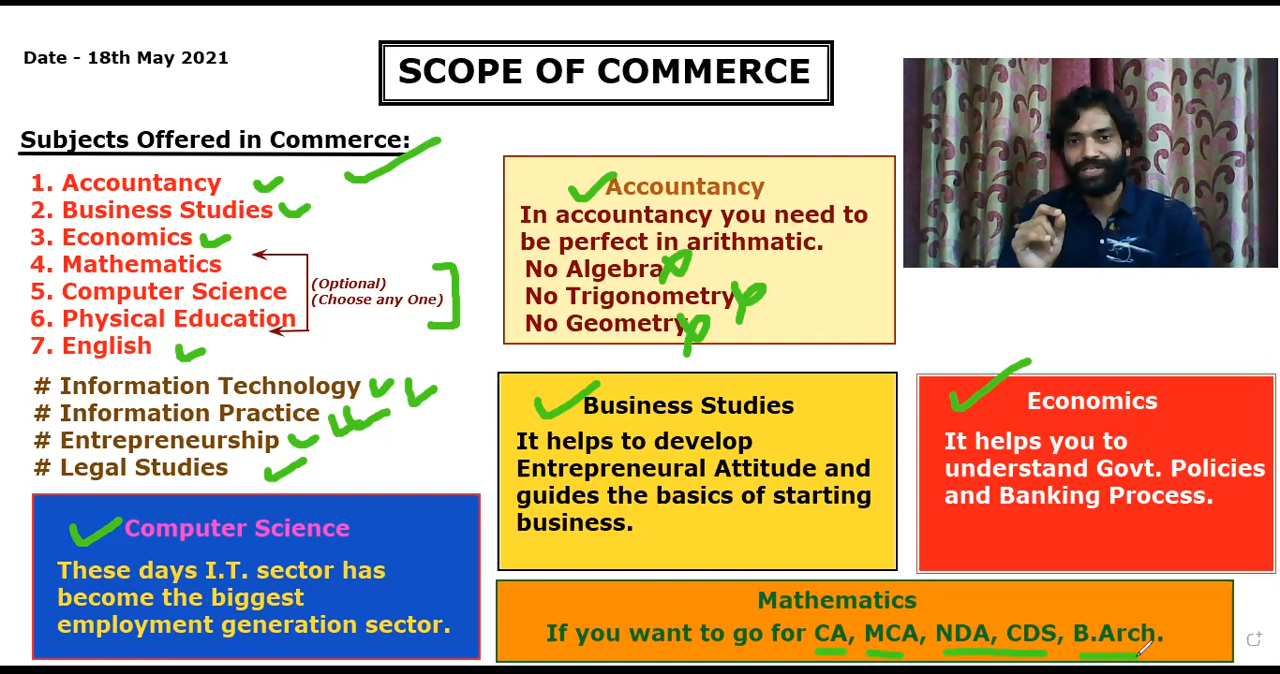 Date - 18th May 2021
SCOPE OF COMMERCE
Subjects Offered in Commerce:
1. Accountancy
2. Business Studies
3. Economics
4. Mathematics
5. Computer Science
6. Physical Education
7. English
(Optional)
(Choose any One)
# Information Technology
# Information Practice
# Entrepreneurship
# Legal Studies
Accountancy
In accountancy you need to
be perfect in arithmatic.
No Algebra
No Trigonometry
No Geometry
Business Studies
It helps to develop
Entrepreneurial Attitude and
guides the basics of starting
business.
Economics
It helps you to
understand Govt. Policies
and Banking Process.
Computer Science
These days I.T. sector has
become the biggest
employment generation sector.
Mathematics
If you want to go for CA, MCA, NDA, CDS, B.Arch.